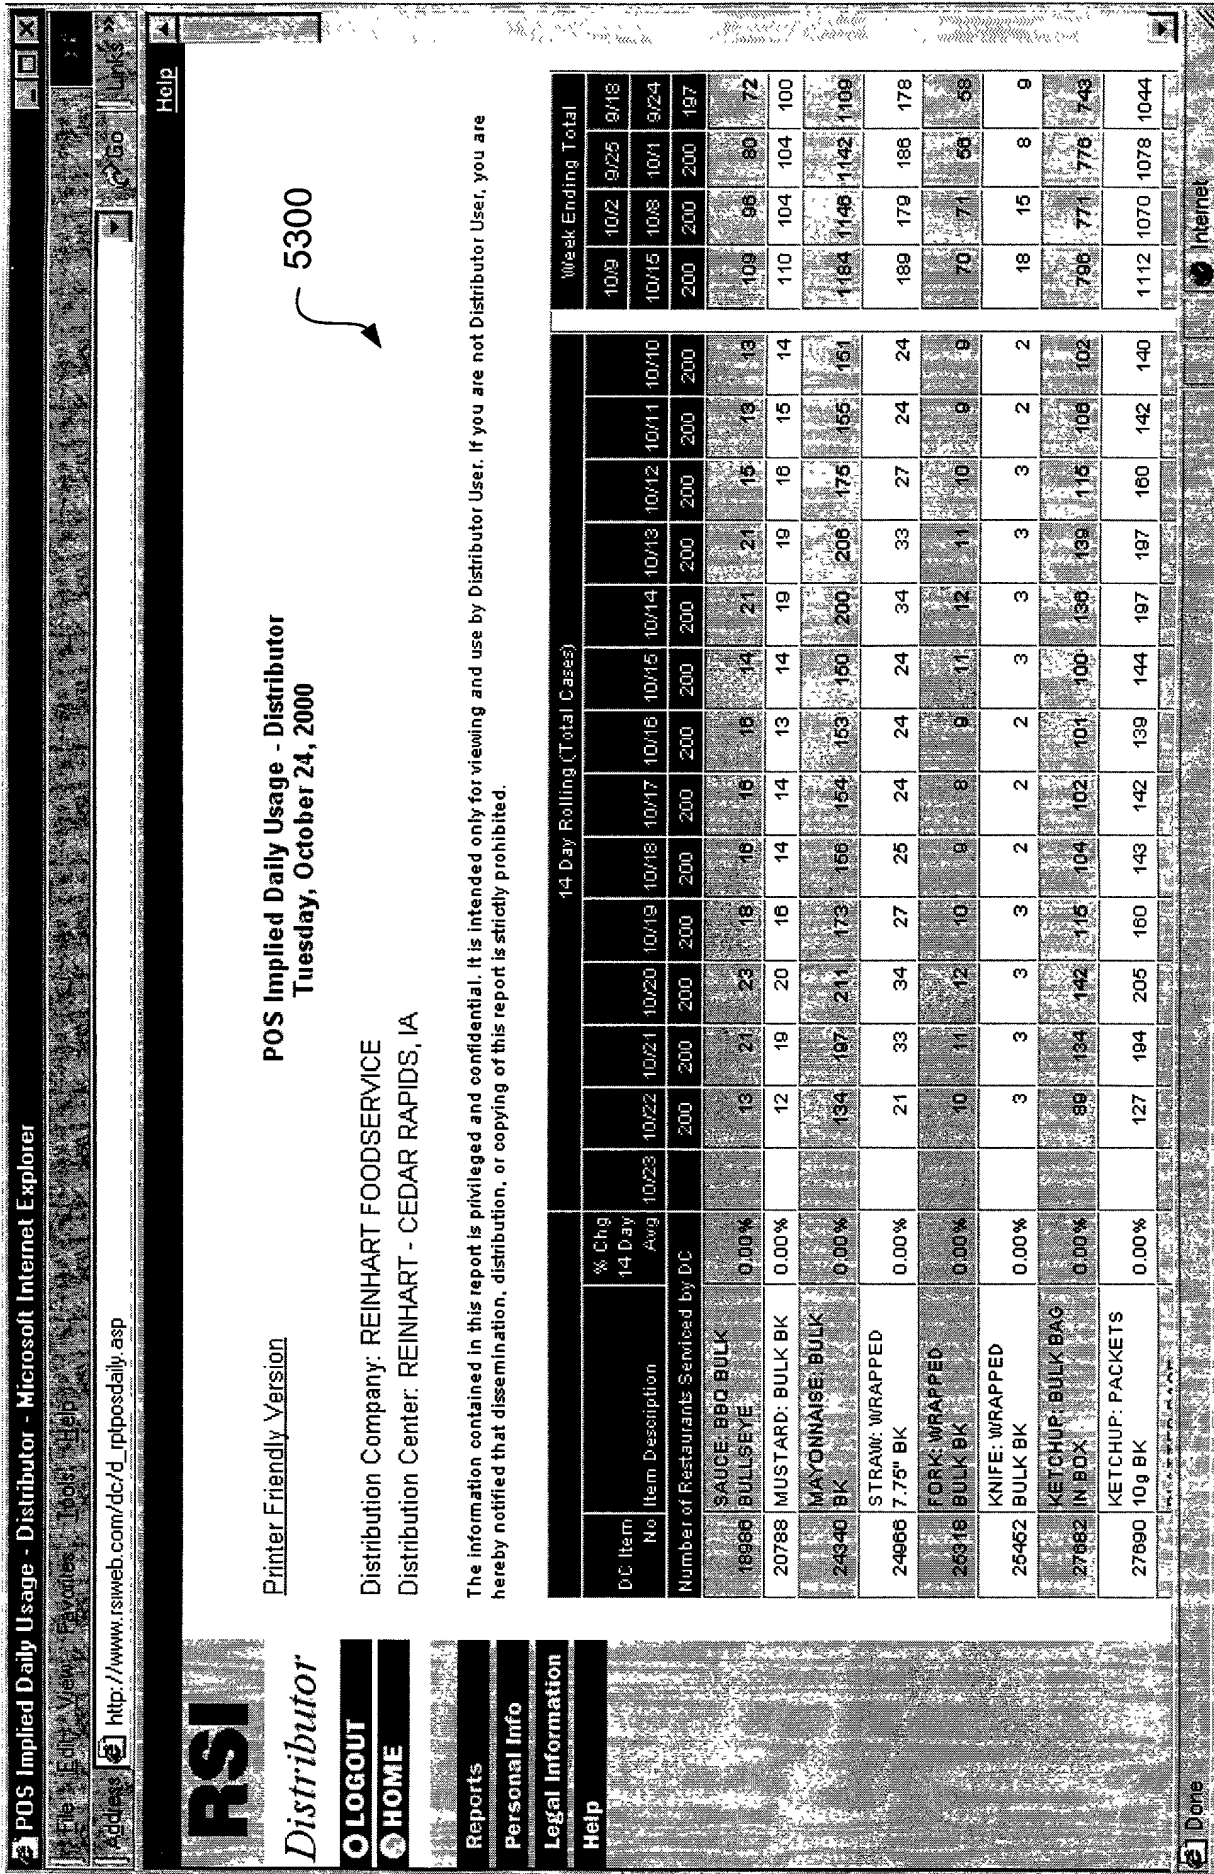 POS Implied Daily Usage - Distributor - Microsoft Internet Explorer
File Edit View Favorites Tools Help
Address http://www.rsiweb.com/dc/d_rptposdaily.asp Go Links »
Help
RSI
Distributor
LOGOUT
HOME
Reports
Personal Info
Legal Information
Help
Printer Friendly Version
POS Implied Daily Usage - Distributor
Tuesday, October 24, 2000
5300
Distribution Company: REINHART FOODSERVICE
Distribution Center: REINHART - CEDAR RAPIDS, IA
The information contained in this report is privileged and confidential. It is intended only for viewing and use by Distributor User. If you are not Distributor User, you are
hereby notified that dissemination, distribution, or copying of this report is strictly prohibited.
14 Day Rolling (Total Cases) Week Ending Total
% Chg 10/9 10/2 9/25 9/18
DC Item No Item Description 14 Day Avg 10/23 10/22 10/21 10/20 10/19 10/18 10/17 10/16 10/15 10/14 10/13 10/12 10/11 10/10 10/15 10/8 10/1 9/24
Number of Restaurants Serviced by DC 200 200 200 200 200 200 200 200 200 200 200 200 200 200 200 200 197
SAUCE: BBQ BULK
18986 BULLSEYE 0.00% 13 21 23 18 16 16 16 14 21 21 15 13 13 109 96 80 72
20788 MUSTARD: BULK BK 0.00% 12 19 20 16 14 14 13 14 19 19 16 15 14 110 104 104 100
MAYONNAISE: BULK
24340 BK 0.00% 134 197 211 173 156 154 153 150 200 206 175 155 151 1184 1146 1142 1109
STRAW: WRAPPED
24966 7.75" BK 0.00% 21 33 34 27 25 24 24 24 34 33 27 24 24 189 179 186 178
FORK: WRAPPED
25318 BULK BK 0.00% 10 11 12 10 9 8 9 11 12 11 10 9 9 70 71 56 58
KNIFE: WRAPPED
25452 BULK BK 0.00% 3 3 3 3 2 2 2 3 3 3 3 2 2 18 15 8 9
KETCHUP: BULK BAG
27682 IN BOX 0.00% 89 134 142 115 104 102 101 100 136 139 115 106 102 796 771 776 743
KETCHUP: PACKETS
27690 10g BK 0.00% 127 194 205 160 143 142 139 144 197 197 160 142 140 1112 1070 1078 1044
Done Internet